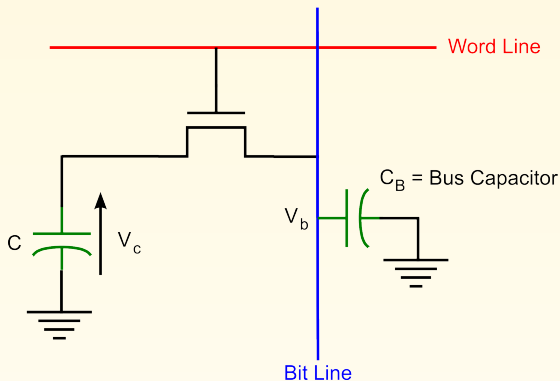 Word Line
C_B = Bus Capacitor
V_b
C
V_c
Bit Line